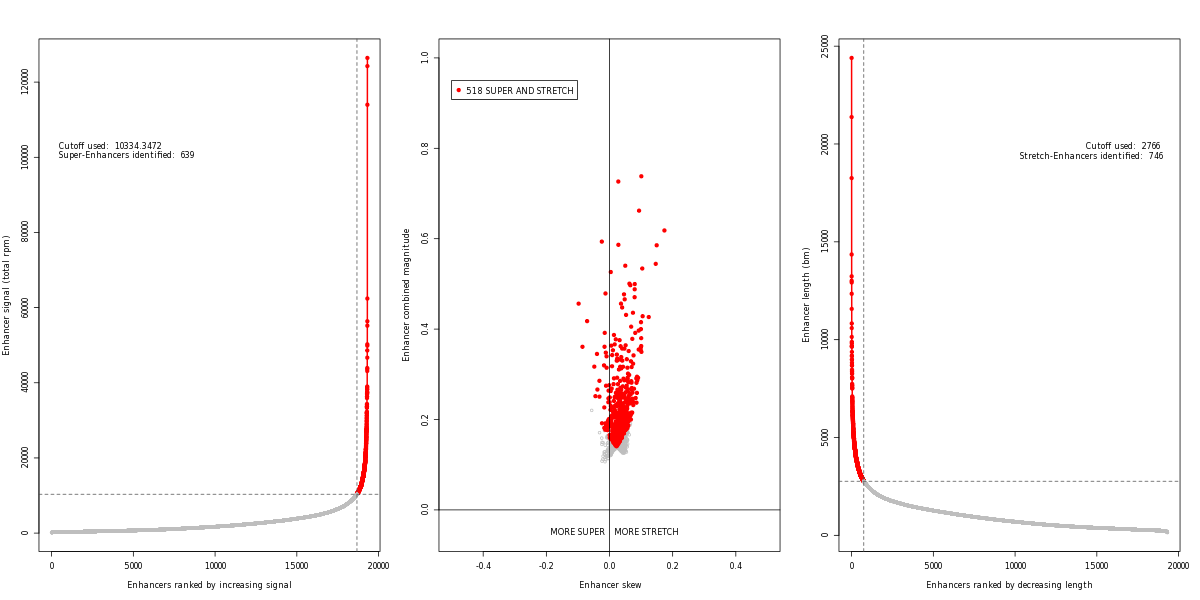 Enhancer signal (total rpm)
0
20000
40000
60000
80000
100000
120000
Cutoff used: 10334.3472
Super-Enhancers identified: 639
0
5000
10000
15000
20000
Enhancers ranked by increasing signal
Enhancer combined magnitude
0.0
0.2
0.4
0.6
0.8
1.0
518 SUPER AND STRETCH
MORE SUPER
MORE STRETCH
-0.4
-0.2
0.0
0.2
0.4
Enhancer skew
Enhancer length (bm)
0
5000
10000
15000
20000
25000
Cutoff used: 2766
Stretch-Enhancers identified: 746
0
5000
10000
15000
20000
Enhancers ranked by decreasing length